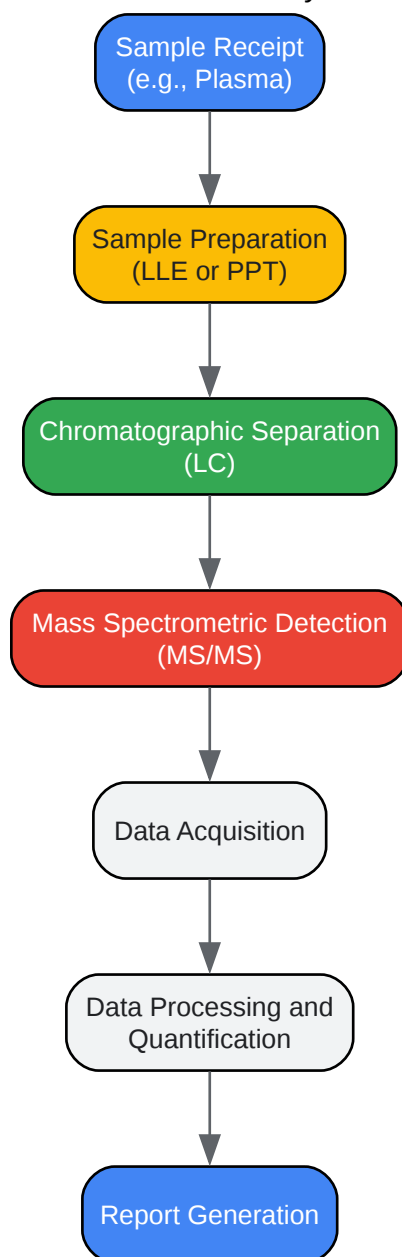 Sample Receipt
(e.g., Plasma)
Sample Preparation
(LLE or PPT)
Chromatographic Separation
(LC)
Mass Spectrometric Detection
(MS/MS)
Data Acquisition
Data Processing and
Quantification
Report Generation